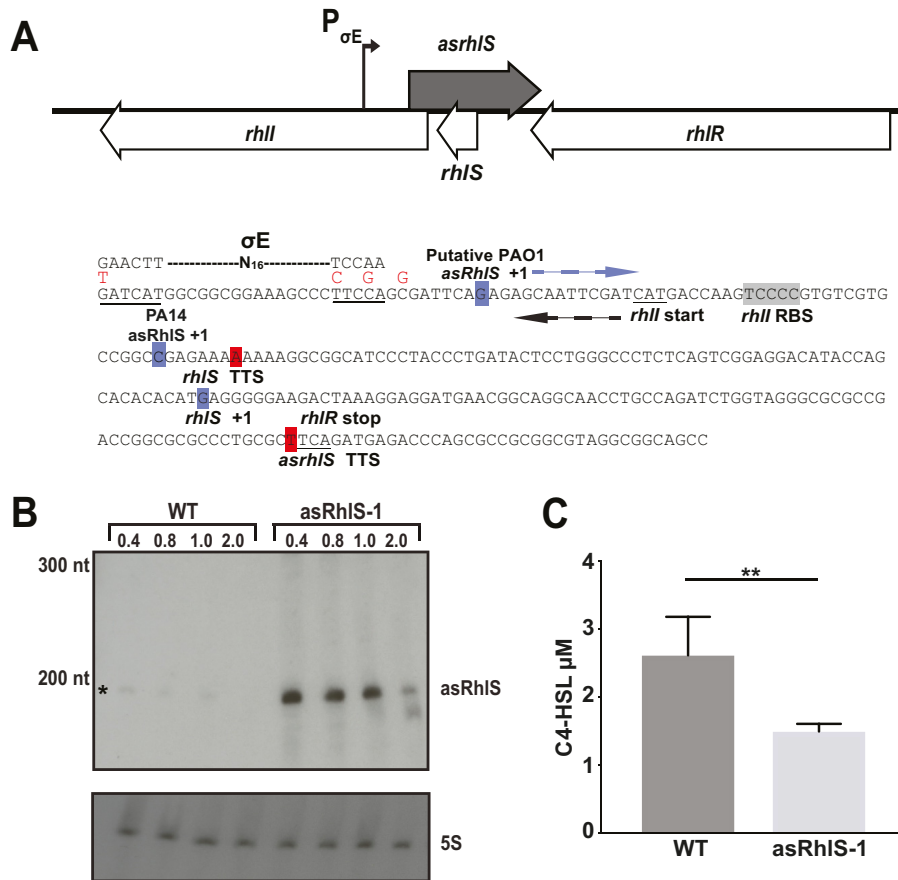 A
P
σE
asrhlS
rhlI
rhlS
rhlR
σE
GAACTT -------------N16------------TCCAA
T C G G
Putative PAO1
asRhlS +1
GATCATGGCGGCGGAAAGCCCTTCCAGCGATTCAGAGAGCAATTCGATCATGACCAAGTCCCCGTGTCGTG
PA14
asRhlS +1
rhlI start
rhlI RBS
CCGGCCGAGAAAAAAAAGGCGGCATCCCTACCCTGATACTCCTGGGCCCTCTCAGTCGGAGGACATACCAG
rhlS TTS
CACACACATGAGGGGGAAGACTAAAGGAGGATGAACGGCAGGCAACCTGCCAGATCTGGTAGGGCGCGCCG
rhlS +1
rhlR stop
ACCGGCGCGCCCTGCGCTTCAGATGAGACCCAGCGCCGCGGCGTAGGCGGCAGCC
asrhlS TTS
B
WT
asRhlS-1
0.4 0.8 1.0 2.0 0.4 0.8 1.0 2.0
300 nt
200 nt
*
asRhlS
5S
C
4
3
2
1
0
C4-HSL µM
**
WT
asRhlS-1